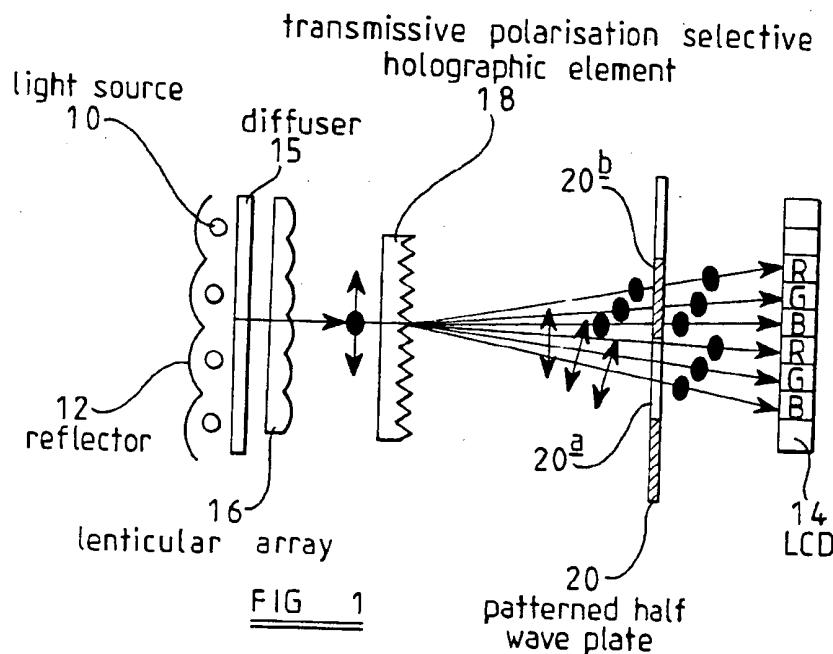 transmissive polarisation selective
holographic element
18
light source
10
diffuser
15
20b
20a
R
G
B
R
G
B
12
reflector
16
lenticular array
14
LCD
20
patterned half
wave plate
FIG 1